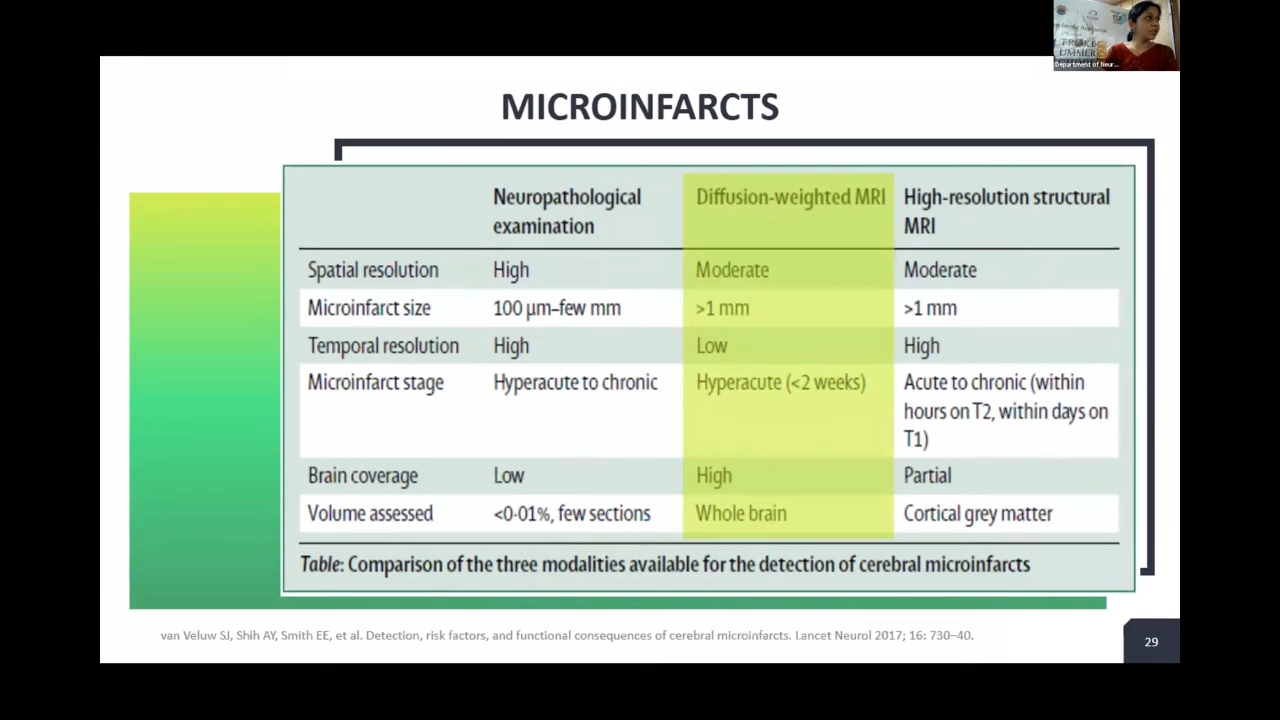 TROKE
UMMER
Department of Neur...
MICROINFARCTS
Neuropathological examination
Diffusion-weighted MRI
High-resolution structural MRI
Spatial resolution High Moderate Moderate
Microinfarct size 100 µm–few mm >1 mm >1 mm
Temporal resolution High Low High
Microinfarct stage Hyperacute to chronic Hyperacute (<2 weeks) Acute to chronic (within
hours on T2, within days on
T1)
Brain coverage Low High Partial
Volume assessed <0·01%, few sections Whole brain Cortical grey matter
Table: Comparison of the three modalities available for the detection of cerebral microinfarcts
van Veluw SJ, Shih AY, Smith EE, et al. Detection, risk factors, and functional consequences of cerebral microinfarcts. Lancet Neurol 2017; 16: 730–40.
29